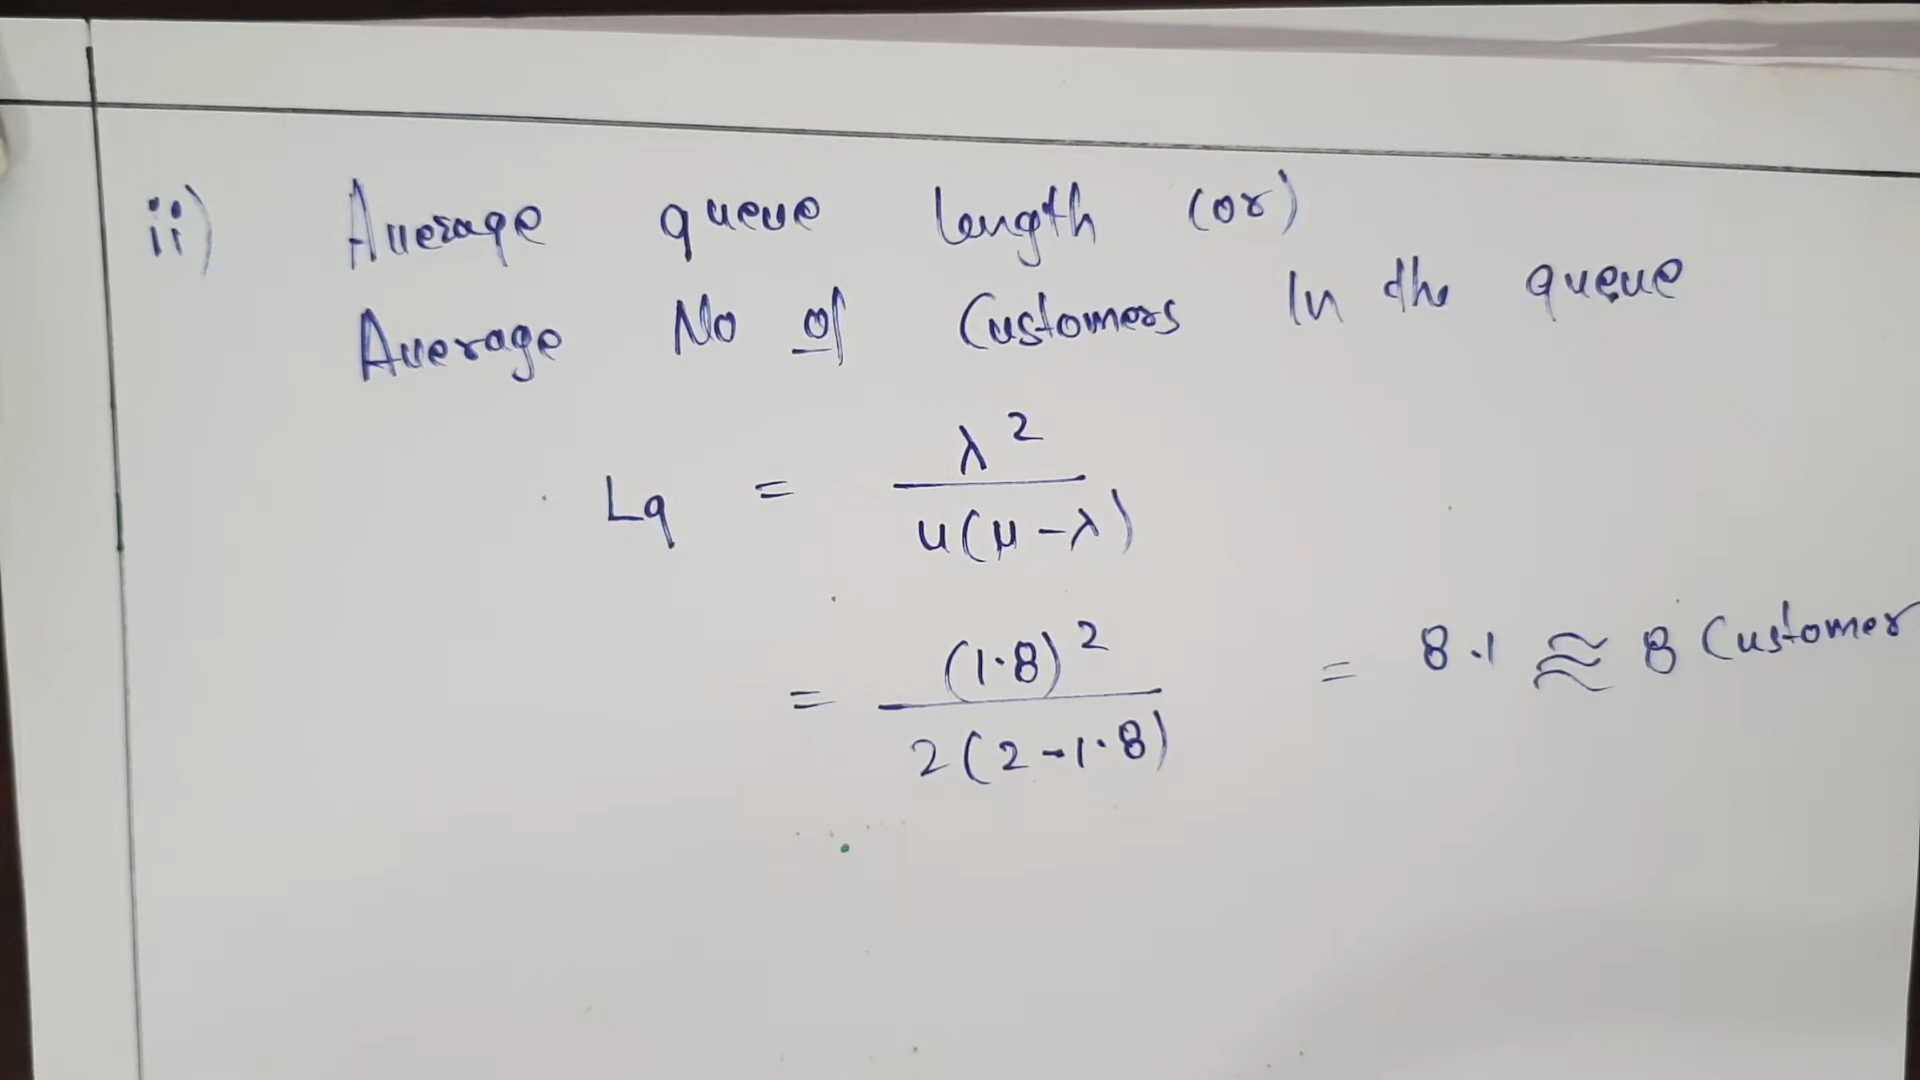 ii) Average queue length (or)
Average No of Customers In the queue
Lq = λ² / μ(μ-λ)
= (1.8)² / 2(2-1.8) = 8.1 ≈ 8 Customer